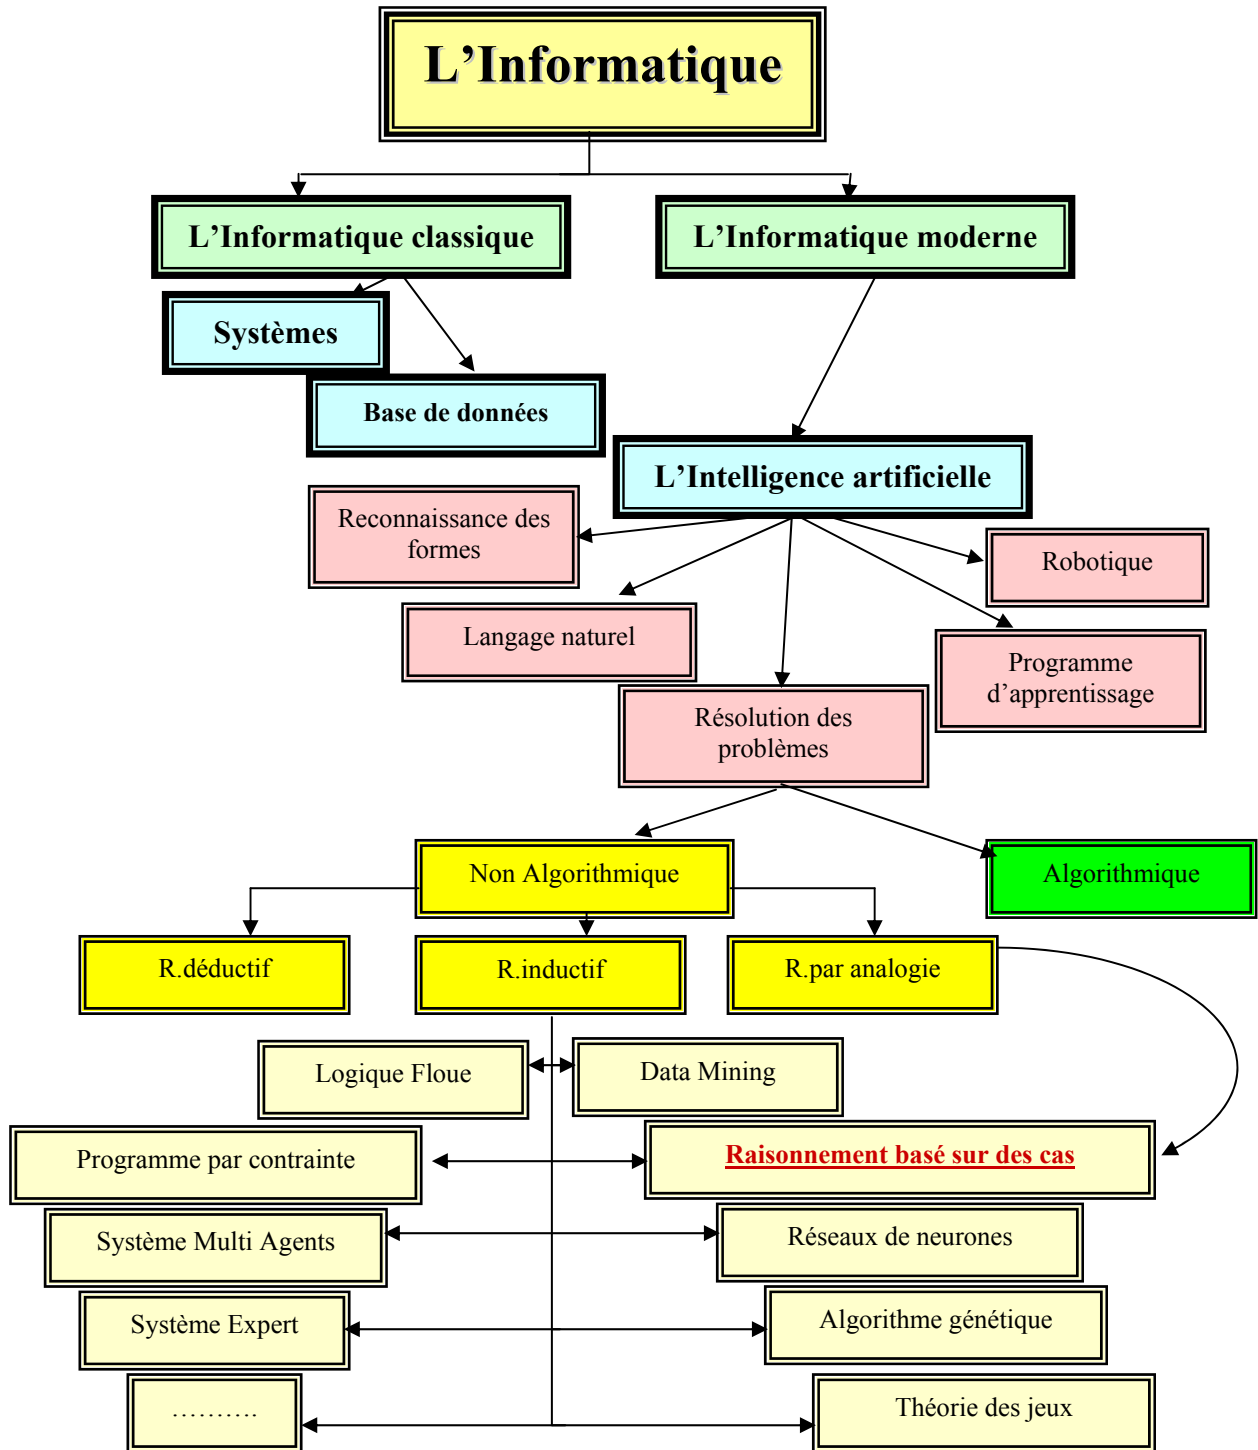 L'Informatique
L'Informatique classique
L'Informatique moderne
Systèmes
Base de données
L'Intelligence artificielle
Reconnaissance des
formes
Robotique
Langage naturel
Programme
d'apprentissage
Résolution des
problèmes
Non Algorithmique
Algorithmique
R.déductif
R.inductif
R.par analogie
Logique Floue
Data Mining
Programme par contrainte
Raisonnement basé sur des cas
Système Multi Agents
Réseaux de neurones
Système Expert
Algorithme génétique
……….
Théorie des jeux